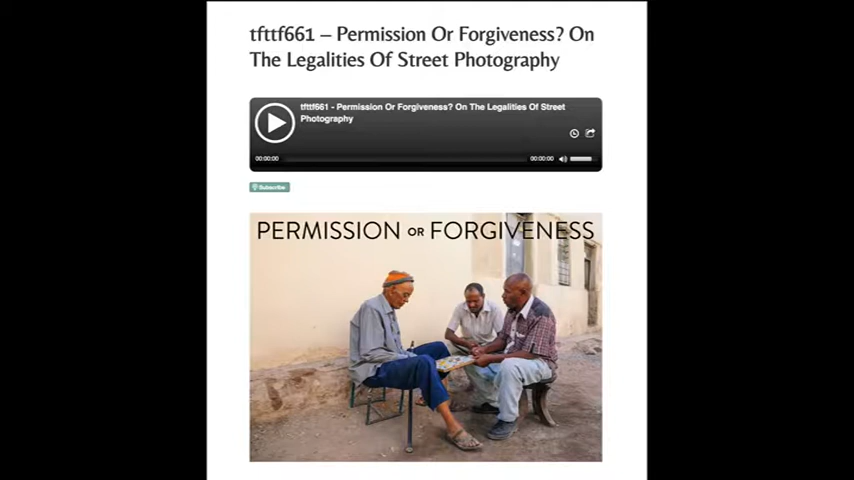 tfttf661 – Permission Or Forgiveness? On
The Legalities Of Street Photography
tfttf661 - Permission Or Forgiveness? On The Legalities Of Street
Photography
00:00:00
00:00:00
Subscribe
PERMISSION OR FORGIVENESS